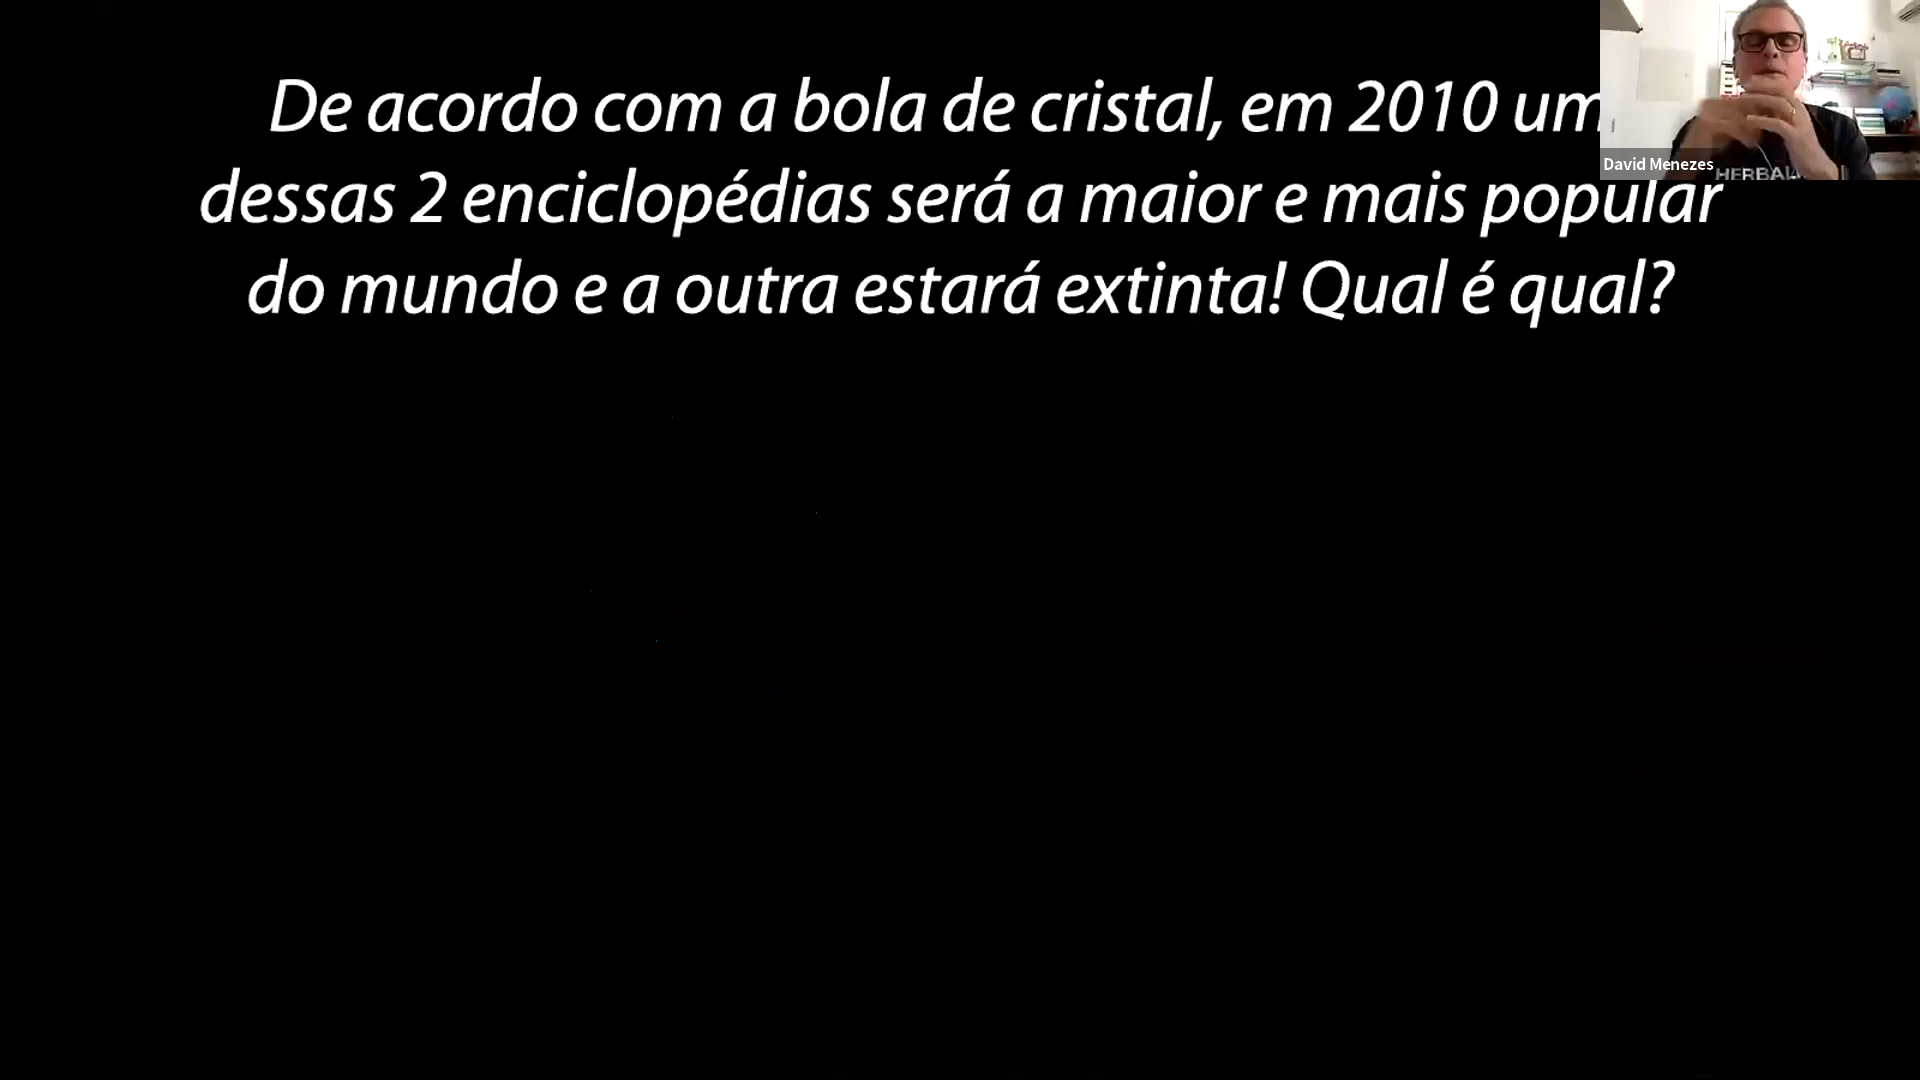 De acordo com a bola de cristal, em 2010 um
dessas 2 enciclopédias será a maior e mais popular
do mundo e a outra estará extinta! Qual é qual?
David Menezes